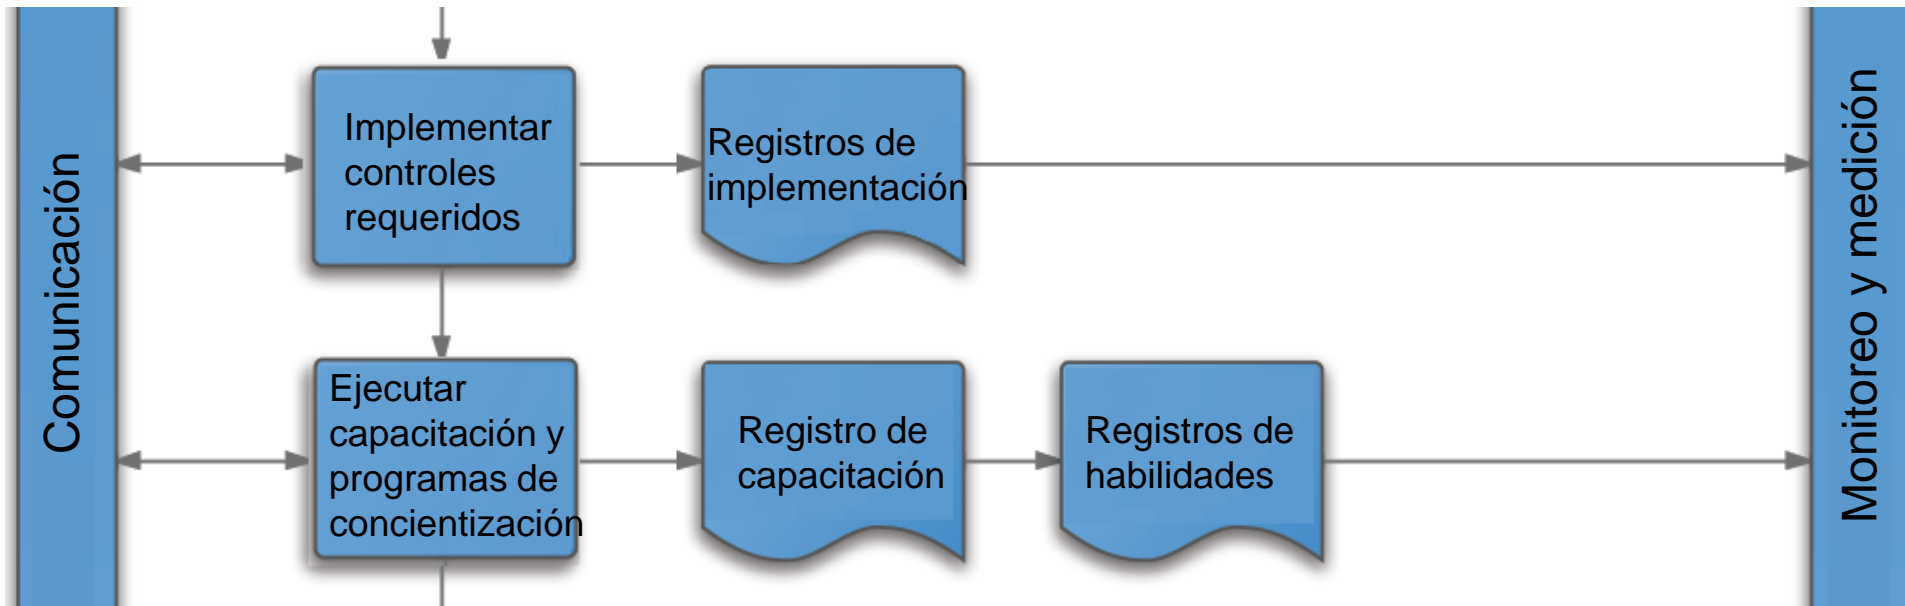 Comunicación
Implementar
controles
requeridos
Registros de
implementación
Ejecutar
capacitación y
programas de
concientización
Registro de
capacitación
Registros de
habilidades
Monitoreo y medición